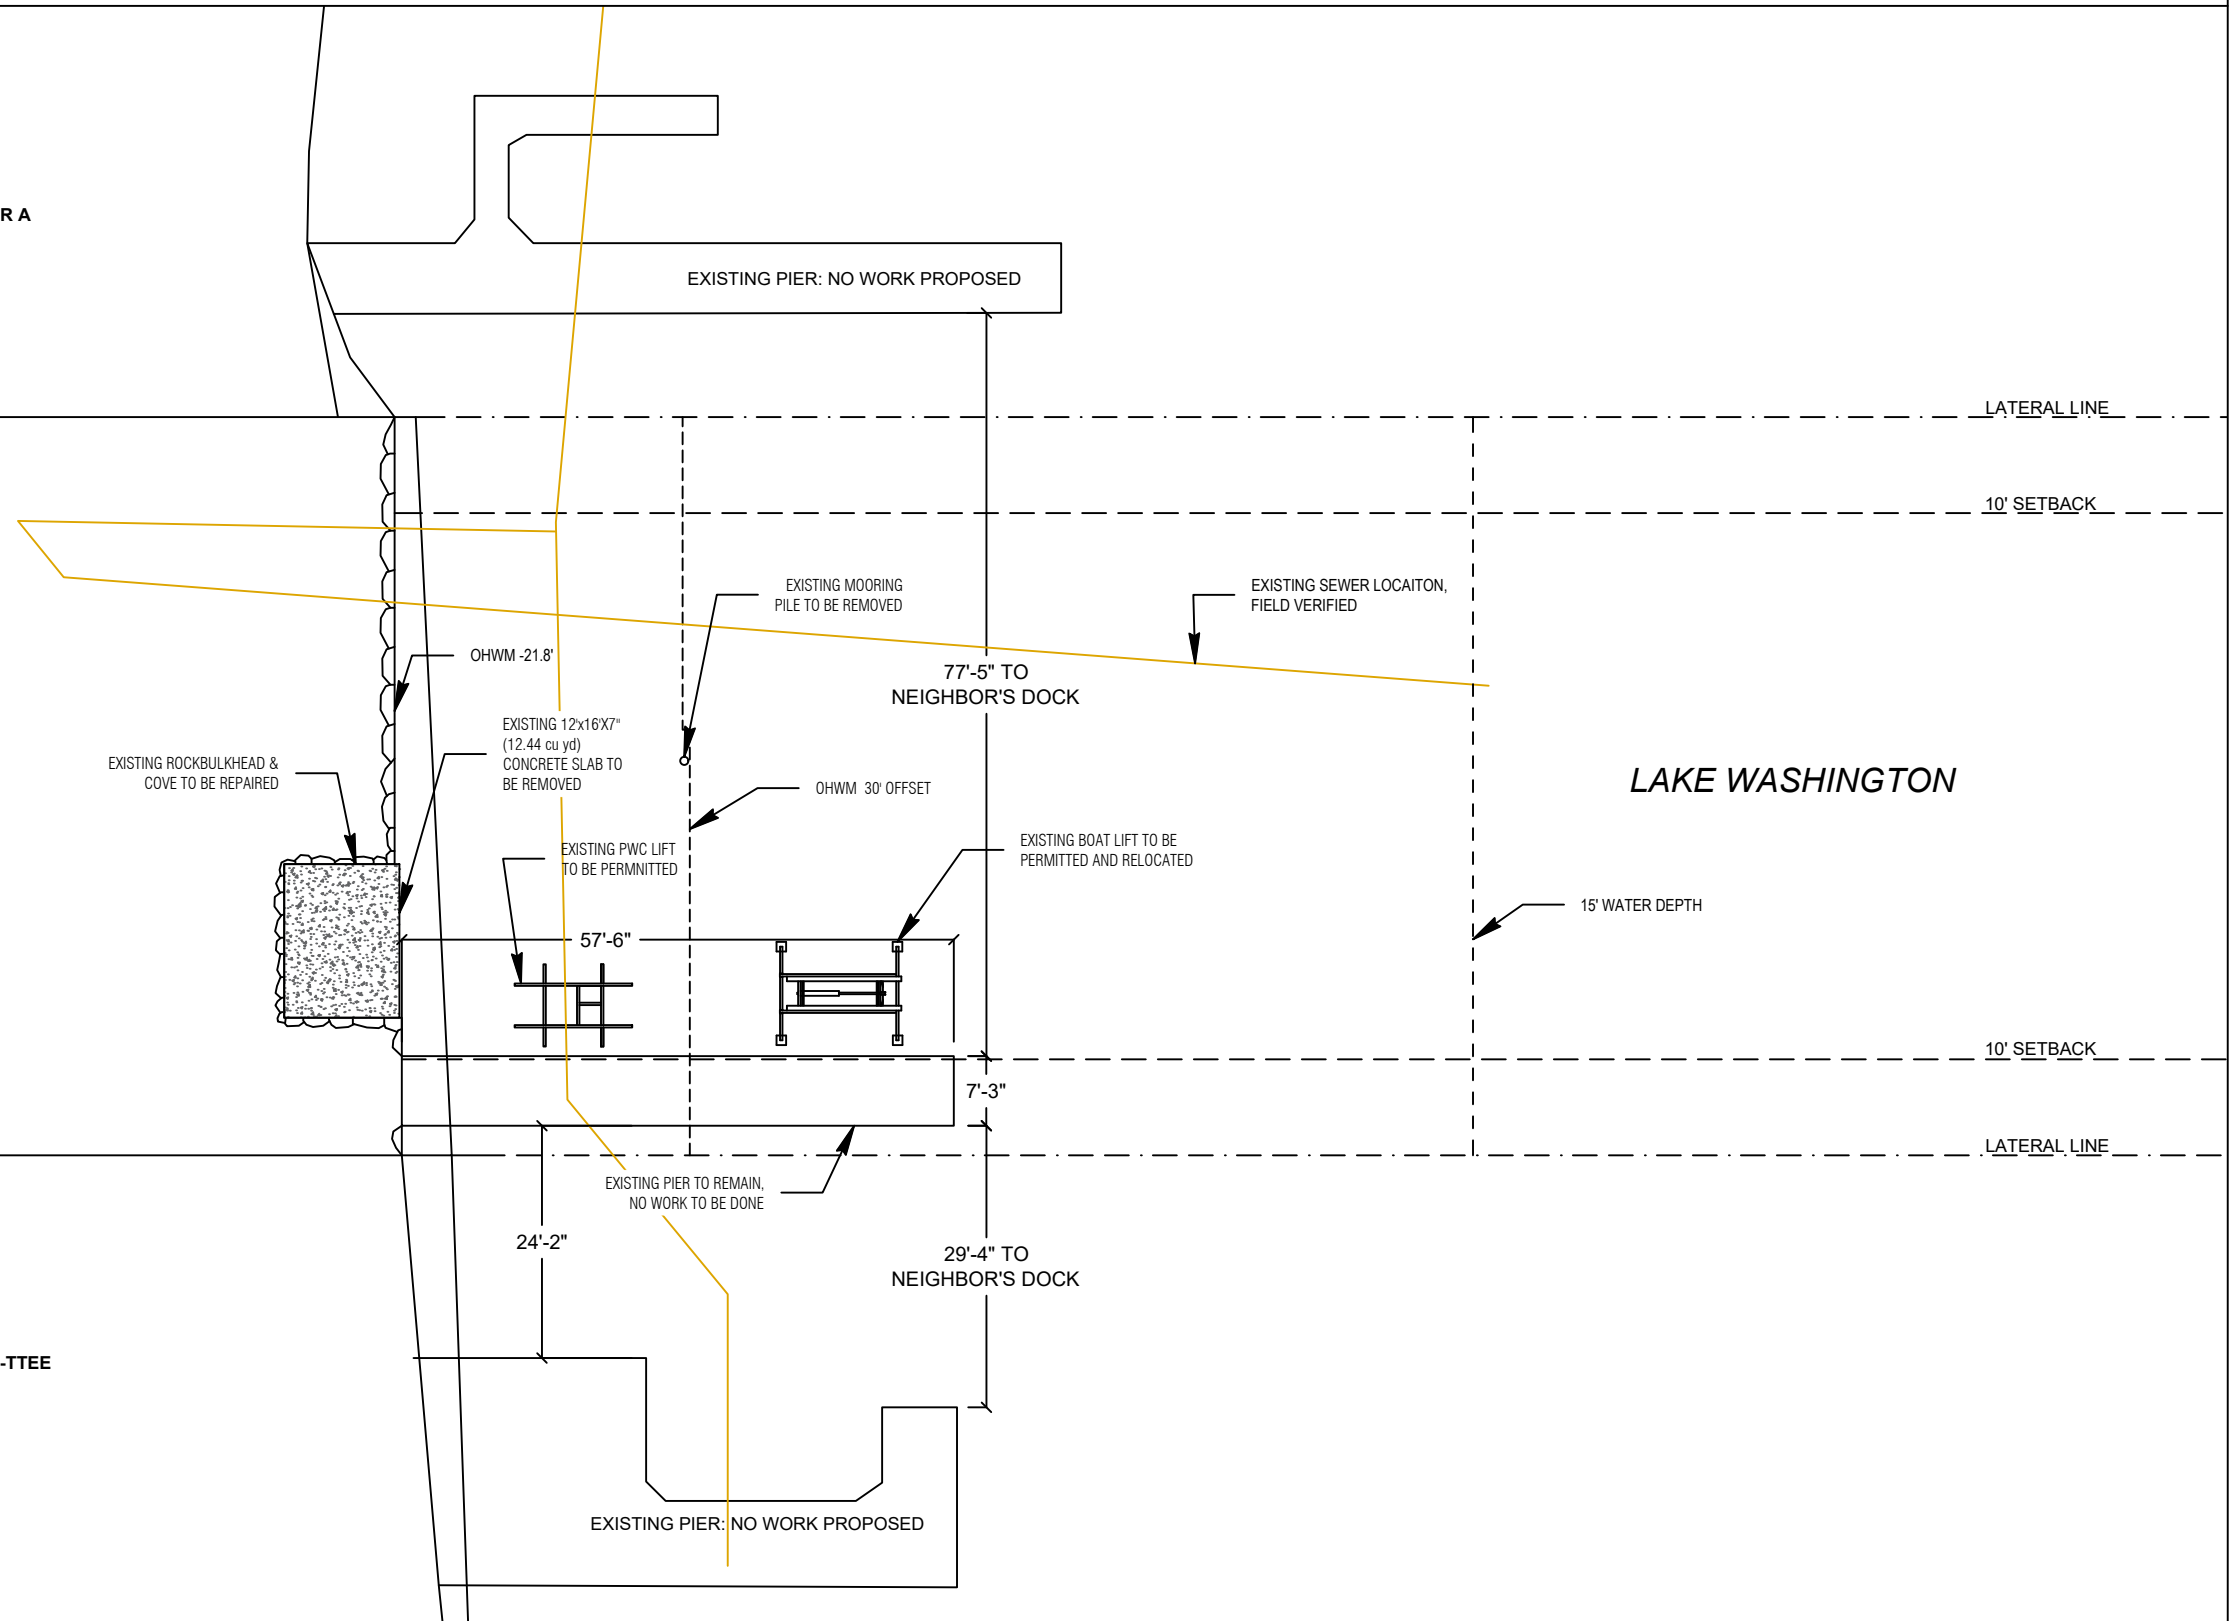 R A
EXISTING PIER: NO WORK PROPOSED
LATERAL LINE
10' SETBACK
EXISTING MOORING
PILE TO BE REMOVED
EXISTING SEWER LOCAITON,
FIELD VERIFIED
OHWM -21.8'
77'-5" TO
NEIGHBOR'S DOCK
EXISTING 12'x16'X7"
(12.44 cu yd)
CONCRETE SLAB TO
BE REMOVED
EXISTING ROCKBULKHEAD &
COVE TO BE REPAIRED
OHWM 30' OFFSET
LAKE WASHINGTON
EXISTING PWC LIFT
TO BE PERMNITTED
EXISTING BOAT LIFT TO BE
PERMITTED AND RELOCATED
15' WATER DEPTH
57'-6"
10' SETBACK
7'-3"
LATERAL LINE
EXISTING PIER TO REMAIN,
NO WORK TO BE DONE
24'-2"
29'-4" TO
NEIGHBOR'S DOCK
-TTEE
EXISTING PIER: NO WORK PROPOSED